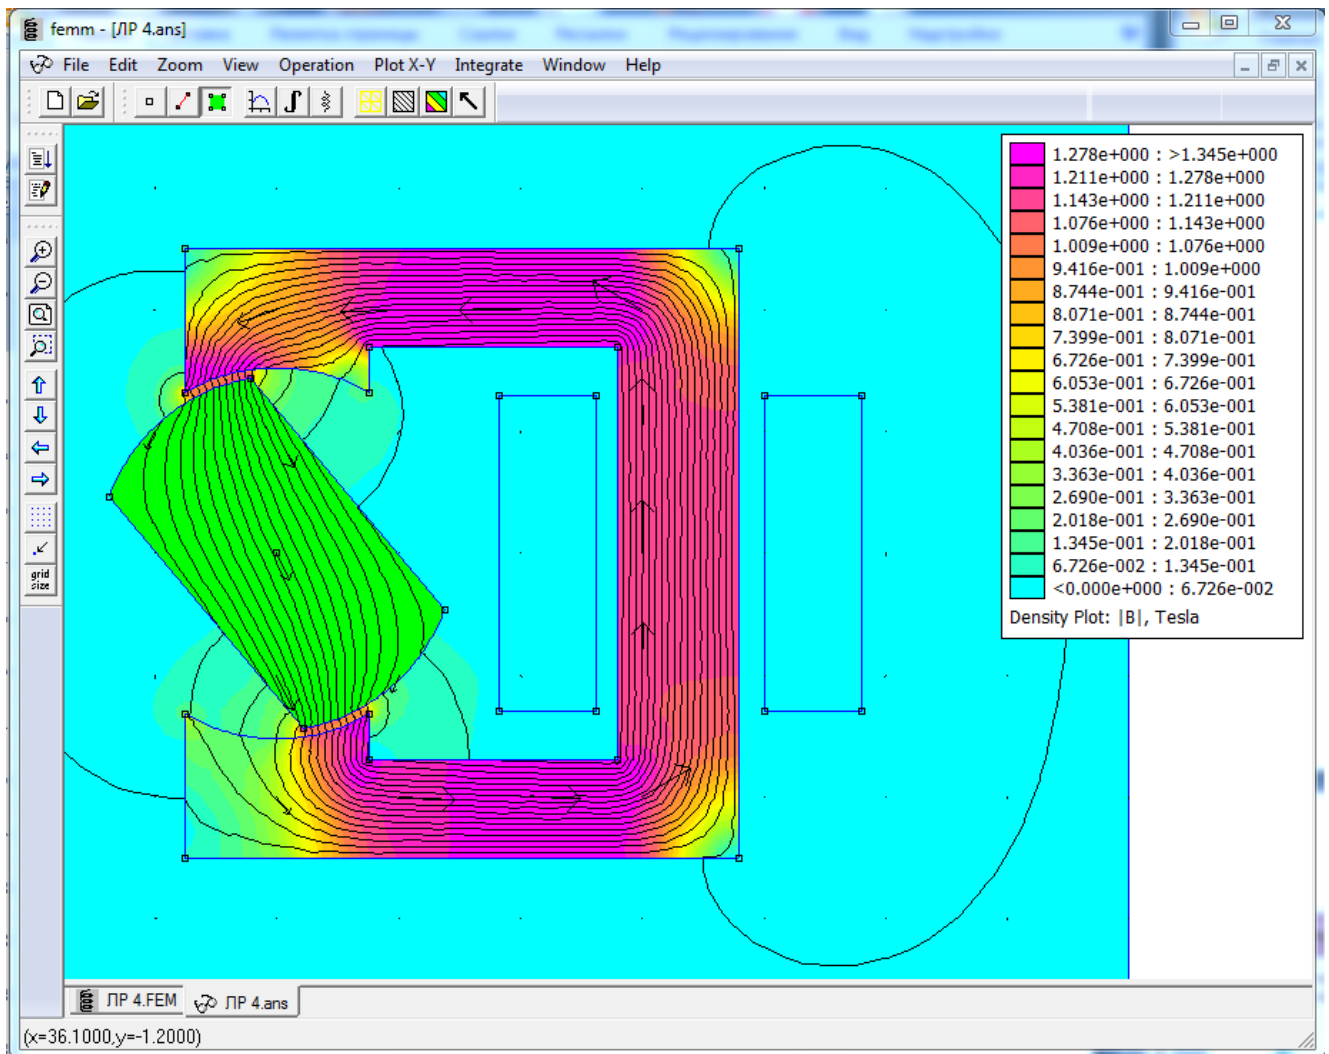 femm - [ЛР 4.ans]
File Edit Zoom View Operation Plot X-Y Integrate Window Help
1.278e+000 : >1.345e+000
1.211e+000 : 1.278e+000
1.143e+000 : 1.211e+000
1.076e+000 : 1.143e+000
1.009e+000 : 1.076e+000
9.416e-001 : 1.009e+000
8.744e-001 : 9.416e-001
8.071e-001 : 8.744e-001
7.399e-001 : 8.071e-001
6.726e-001 : 7.399e-001
6.053e-001 : 6.726e-001
5.381e-001 : 6.053e-001
4.708e-001 : 5.381e-001
4.036e-001 : 4.708e-001
3.363e-001 : 4.036e-001
2.690e-001 : 3.363e-001
2.018e-001 : 2.690e-001
1.345e-001 : 2.018e-001
6.726e-002 : 1.345e-001
<0.000e+000 : 6.726e-002
Density Plot: |B|, Tesla
grid
size
ЛР 4.FEM ЛР 4.ans
(x=36.1000,y=-1.2000)